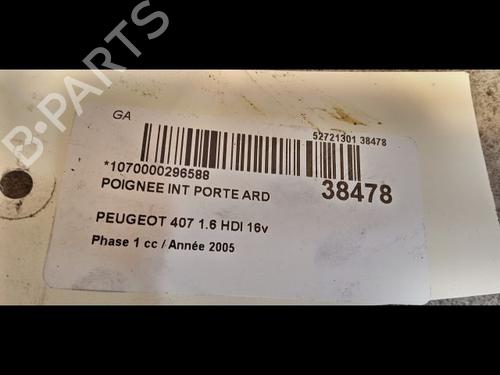 B-PARTS
GA
52721301 38478
*1070000296588
POIGNEE INT PORTE ARD
38478
PEUGEOT 407 1.6 HDI 16v
Phase 1 cc / Année 2005